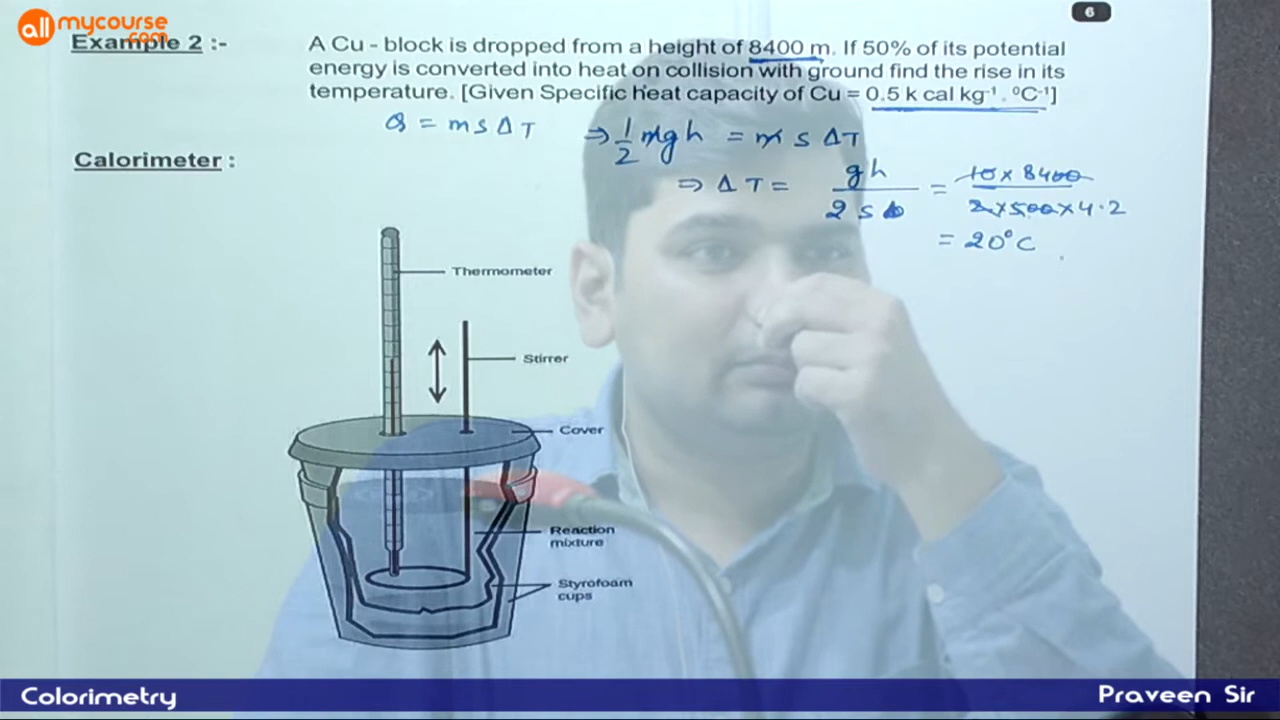 all mycourse
.com
6
Example 2 :-
A Cu - block is dropped from a height of 8400 m. If 50% of its potential
energy is converted into heat on collision with ground find the rise in its
temperature. [Given Specific heat capacity of Cu = 0.5 k cal kg⁻¹ . ⁰C⁻¹]
Q = m s Δ T ⇒ 1/2 mgh = m s ΔT
⇒ Δ T = gh / 2 s = 10 × 8400 / 2 × 500 × 4.2
= 20°C
Calorimeter :
Thermometer
Stirrer
Cover
Reaction
mixture
Styrofoam
cups
Colorimetry
Praveen Sir